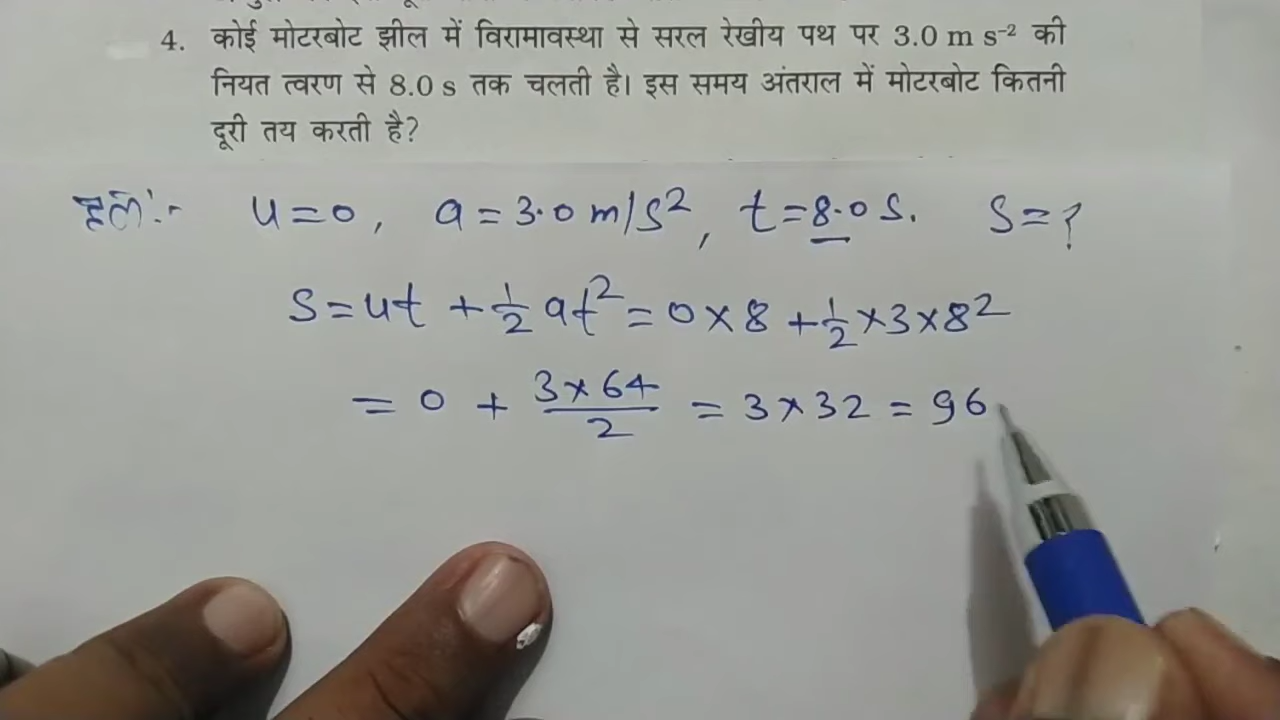 4. कोई मोटरबोट झील में विरामावस्था से सरल रेखीय पथ पर 3.0 m s⁻² की
नियत त्वरण से 8.0 s तक चलती है। इस समय अंतराल में मोटरबोट कितनी
दूरी तय करती है?
हल:- u=0, a=3.0 m/s², t=8.0 s. S=?
S=ut + 1/2 at² = 0×8 + 1/2 ×3×8²
= 0 + 3×64/2 = 3×32 = 96